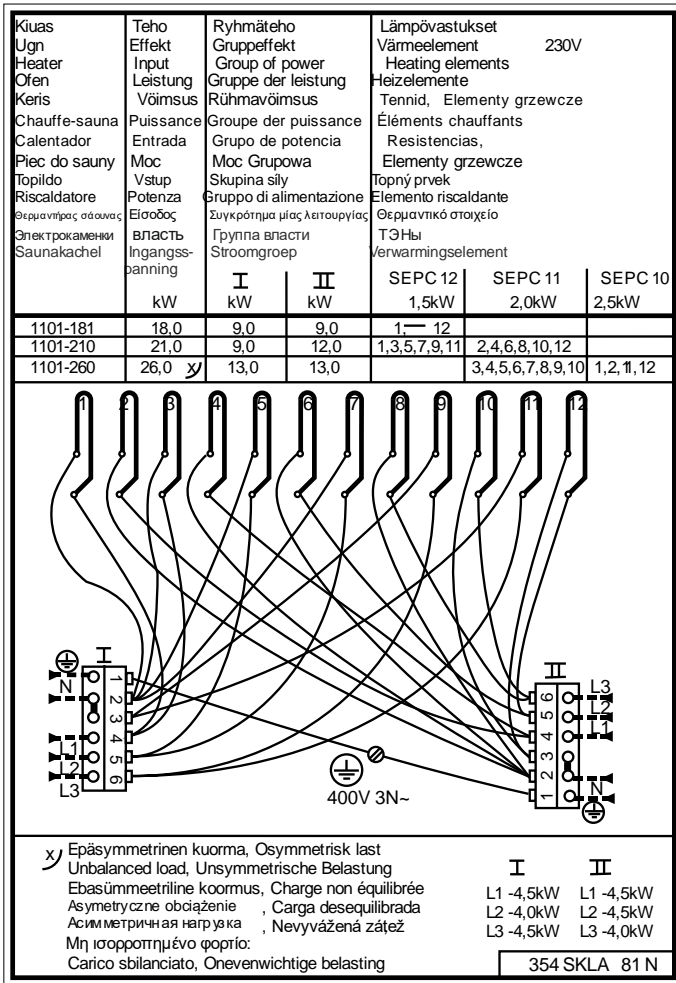 Kiuas Teho Ryhmäteho Lämpövastukset
Ugn Effekt Gruppeffekt Värmeelement 230V
Heater Input Group of power Heating elements
Ofen Leistung Gruppe der leistung Heizelemente
Keris Vöimsus Rühmavöimsus Tennid, Elementy grzewcze
Chauffe-sauna Puissance Groupe der puissance Éléments chauffants
Calentador Entrada Grupo de potencia Resistencias,
Piec do sauny Moc Moc Grupowa Elementy grzewcze
Topildo Vstup Skupina síly Topný prvek
Riscaldatore Potenza Gruppo di alimentazione Elemento riscaldante
Θερμαντήρας σάουνας Είσοδος Συγκρότημα μίας λειτουργίας Θερμαντικό στοιχείο
Электрокаменки власть Группа власти ТЭНы
Saunakachel Ingangss- Stroomgroep Verwarmingselement
panning
I II SEPC 12 SEPC 11 SEPC 10
kW kW kW 1,5kW 2,0kW 2,5kW
1101-181 18,0 9,0 9,0 1,— 12
1101-210 21,0 9,0 12,0 1,3,5,7,9,11 2,4,6,8,10,12
1101-260 26,0 x) 13,0 13,0 3,4,5,6,7,8,9,10 1,2,11,12
1 2 3 4 5 6 7 8 9 10 11 12
I
N
L1
L2
L3
1 2 3 4 5 6
II
L3
L2
L1
N
6 5 4 3 2 1
400V 3N~
x) Epäsymmetrinen kuorma, Osymmetrisk last
Unbalanced load, Unsymmetrische Belastung
Ebasümmeetriline koormus, Charge non équilibrée
Asymetryczne obciążenie , Carga desequilibrada
Асимметричная нагрузка , Nevyvážená zátež
Μη ισορροπημένο φορτίο:
Carico sbilanciato, Onevenwichtige belasting
I II
L1 -4,5kW L1 -4,5kW
L2 -4,0kW L2 -4,5kW
L3 -4,5kW L3 -4,0kW
354 SKLA 81 N